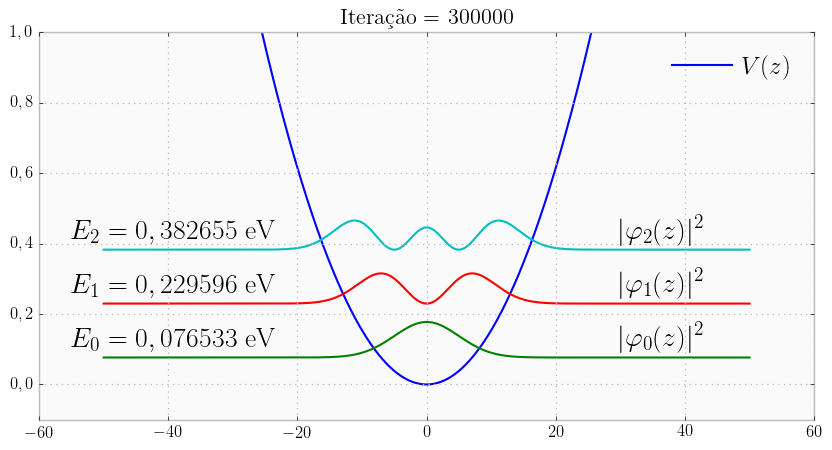 Iteração = 300000
1,0
V(z)
0,8
0,6
E₂ = 0,382655 eV
|φ₂(z)|²
0,4
E₁ = 0,229596 eV
|φ₁(z)|²
0,2
E₀ = 0,076533 eV
|φ₀(z)|²
0,0
−60 −40 −20 0 20 40 60